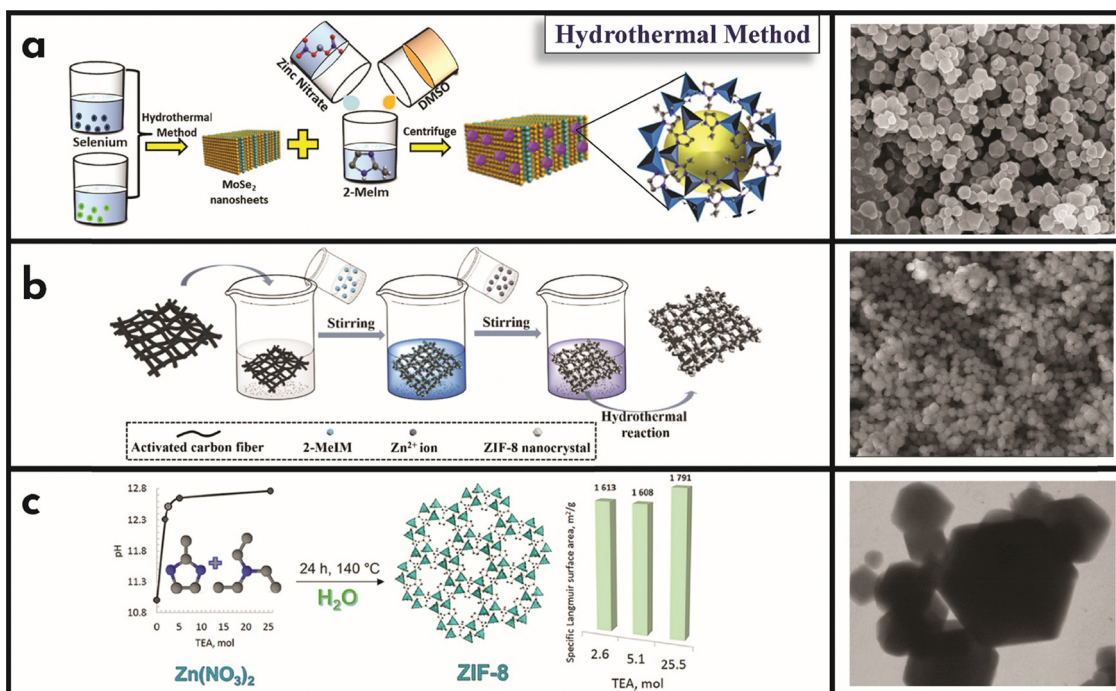 a
Hydrothermal Method
Zinc Nitrate
DMSO
Selenium
Hydrothermal
Method
MoSe₂
nanosheets
2-MeIm
Centrifuge
b
Stirring
Stirring
Hydrothermal
reaction
Activated carbon fiber
2-MeIM
Zn²⁺ ion
ZIF-8 nanocrystal
c
12.8
12.3
11.8
11.3
10.8
pH
0 5 10 15 20 25
TEA, mol
Zn(NO₃)₂
24 h, 140 °C
H₂O
ZIF-8
Specific Langmuir surface area, m²/g
1 613
1 608
1 791
2.6
5.1
25.5
TEA, mol